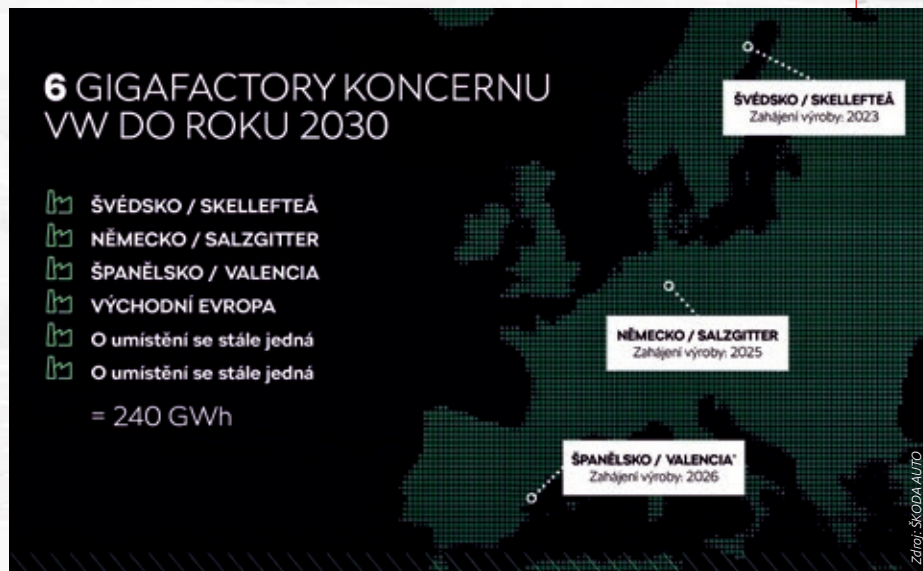 6 GIGAFACTORY KONCERNU
VW DO ROKU 2030
ŠVÉDSKO / SKELLEFTEÅ
NĚMECKO / SALZGITTER
ŠPANĚLSKO / VALENCIA
VÝCHODNÍ EVROPA
O umístění se stále jedná
O umístění se stále jedná
= 240 GWh
ŠVÉDSKO / SKELLEFTEÅ
Zahájení výroby: 2023
NĚMECKO / SALZGITTER
Zahájení výroby: 2025
ŠPANĚLSKO / VALENCIA*
Zahájení výroby: 2026
Zdroj: ŠKODA AUTO